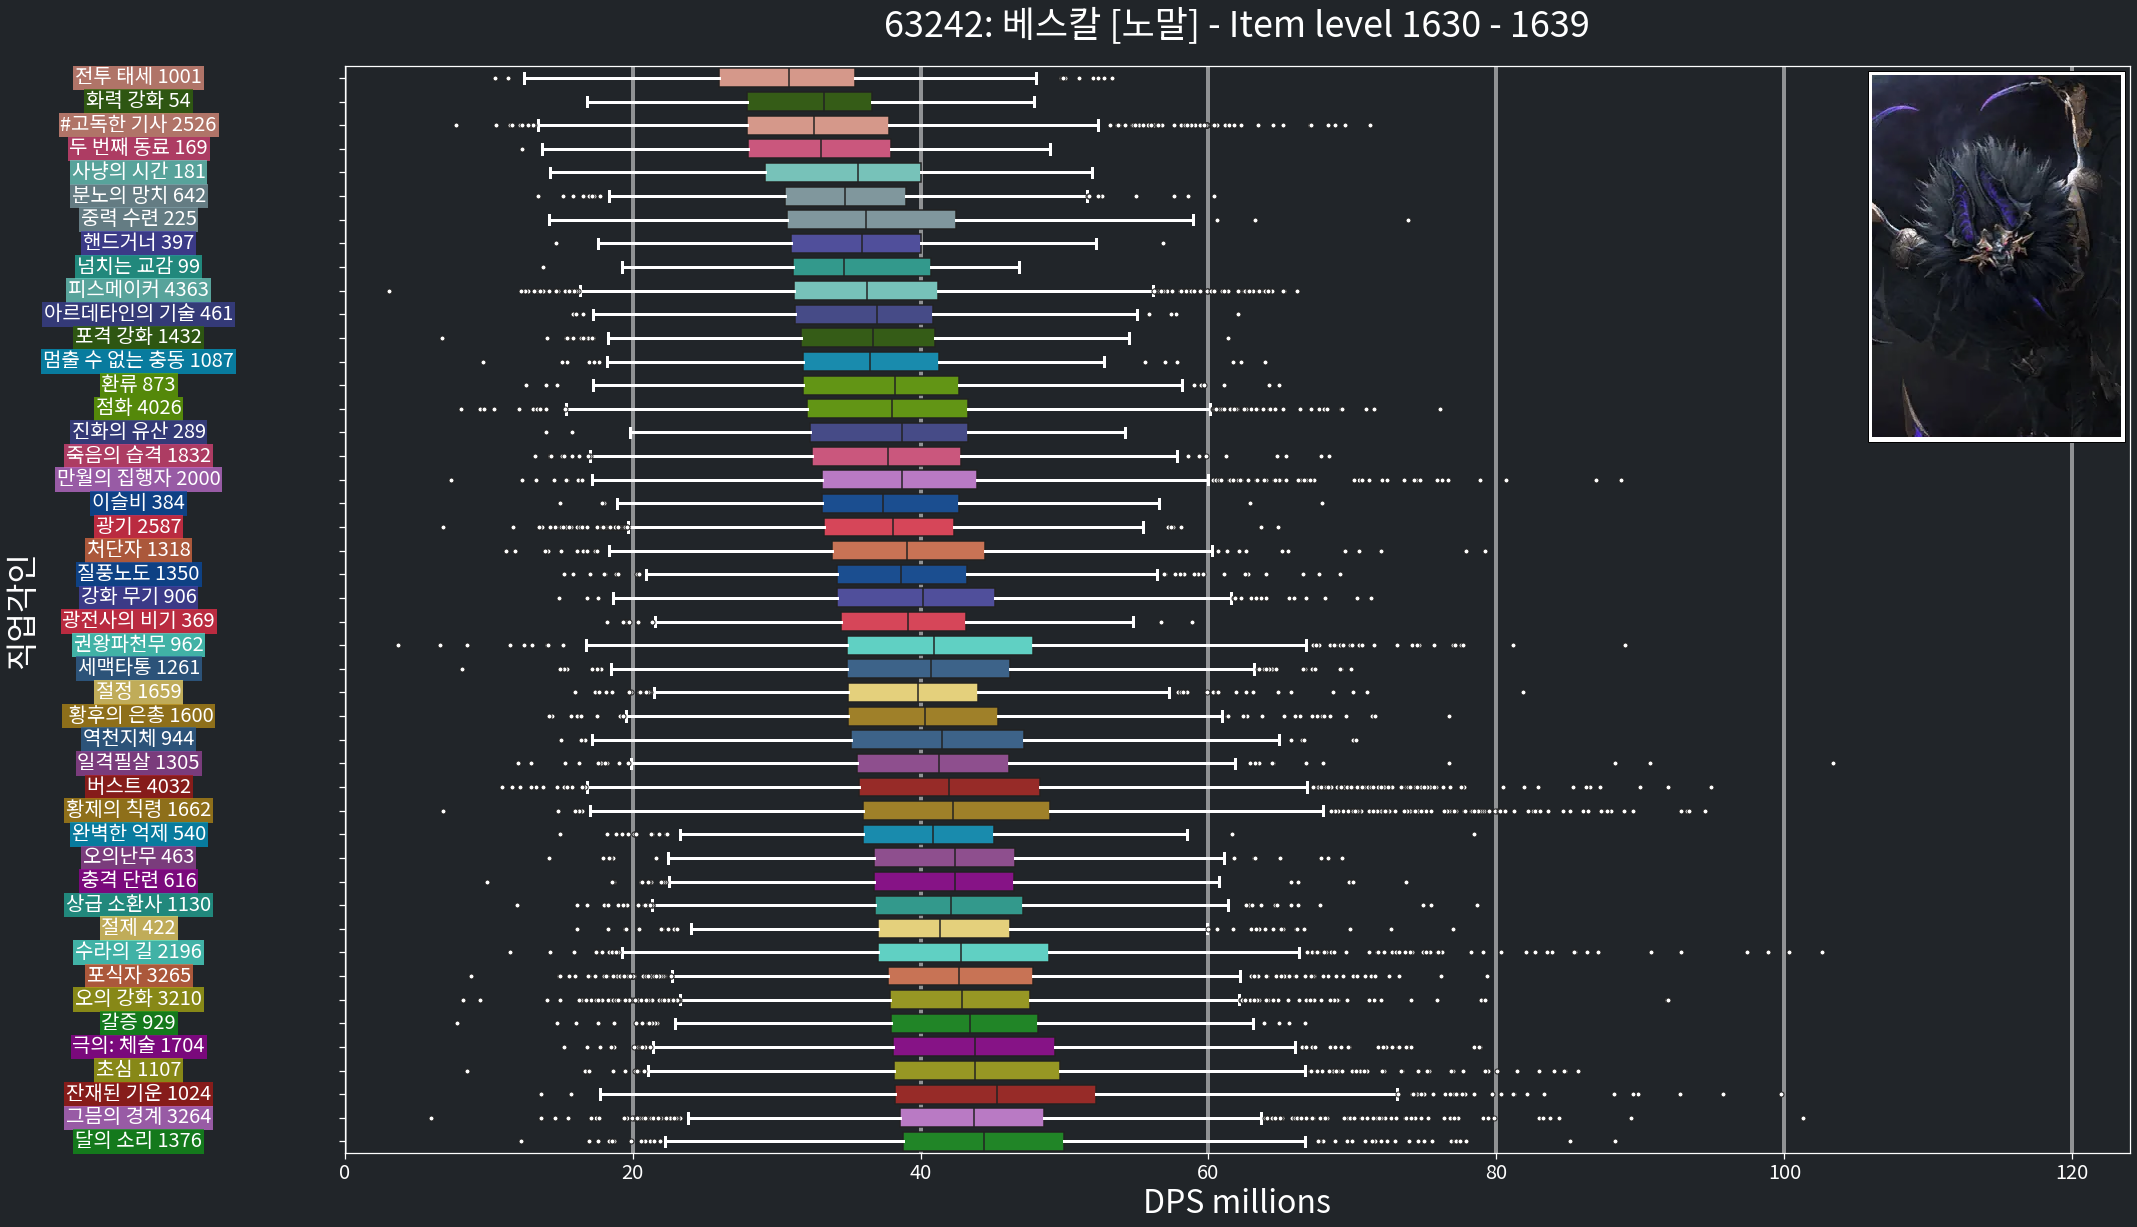 63242: 베스칼 [노말] - Item level 1630 - 1639
전투 태세 1001
화력 강화 54
#고독한 기사 2526
두 번째 동료 169
사냥의 시간 181
분노의 망치 642
중력 수련 225
핸드거너 397
넘치는 교감 99
피스메이커 4363
아르데타인의 기술 461
포격 강화 1432
멈출 수 없는 충동 1087
환류 873
점화 4026
진화의 유산 289
죽음의 습격 1832
만월의 집행자 2000
이슬비 384
광기 2587
처단자 1318
질풍노도 1350
강화 무기 906
광전사의 비기 369
권왕파천무 962
세맥타통 1261
절정 1659
황후의 은총 1600
역천지체 944
일격필살 1305
버스트 4032
황제의 칙령 1662
완벽한 억제 540
오의난무 463
충격 단련 616
상급 소환사 1130
절제 422
수라의 길 2196
포식자 3265
오의 강화 3210
갈증 929
극의: 체술 1704
초심 1107
잔재된 기운 1024
그믐의 경계 3264
달의 소리 1376
직업각인
0 20 40 60 80 100 120
DPS millions